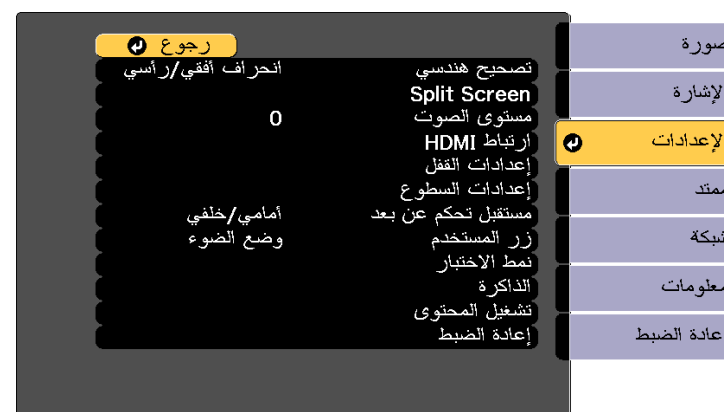 صورة
لإشارة
لإعدادات
ممتد
شبكة
معلومات
عادة الضبط
رجوع
تصحيح هندسي انحراف أفقي/رأسي
Split Screen
مستوى الصوت 0
ارتباط HDMI
إعدادات القفل
إعدادات السطوع
مستقبل تحكم عن بعد أمامي/خلفي
زر المستخدم وضع الضوء
نمط الاختبار
الذاكرة
تشغيل المحتوى
إعادة الضبط